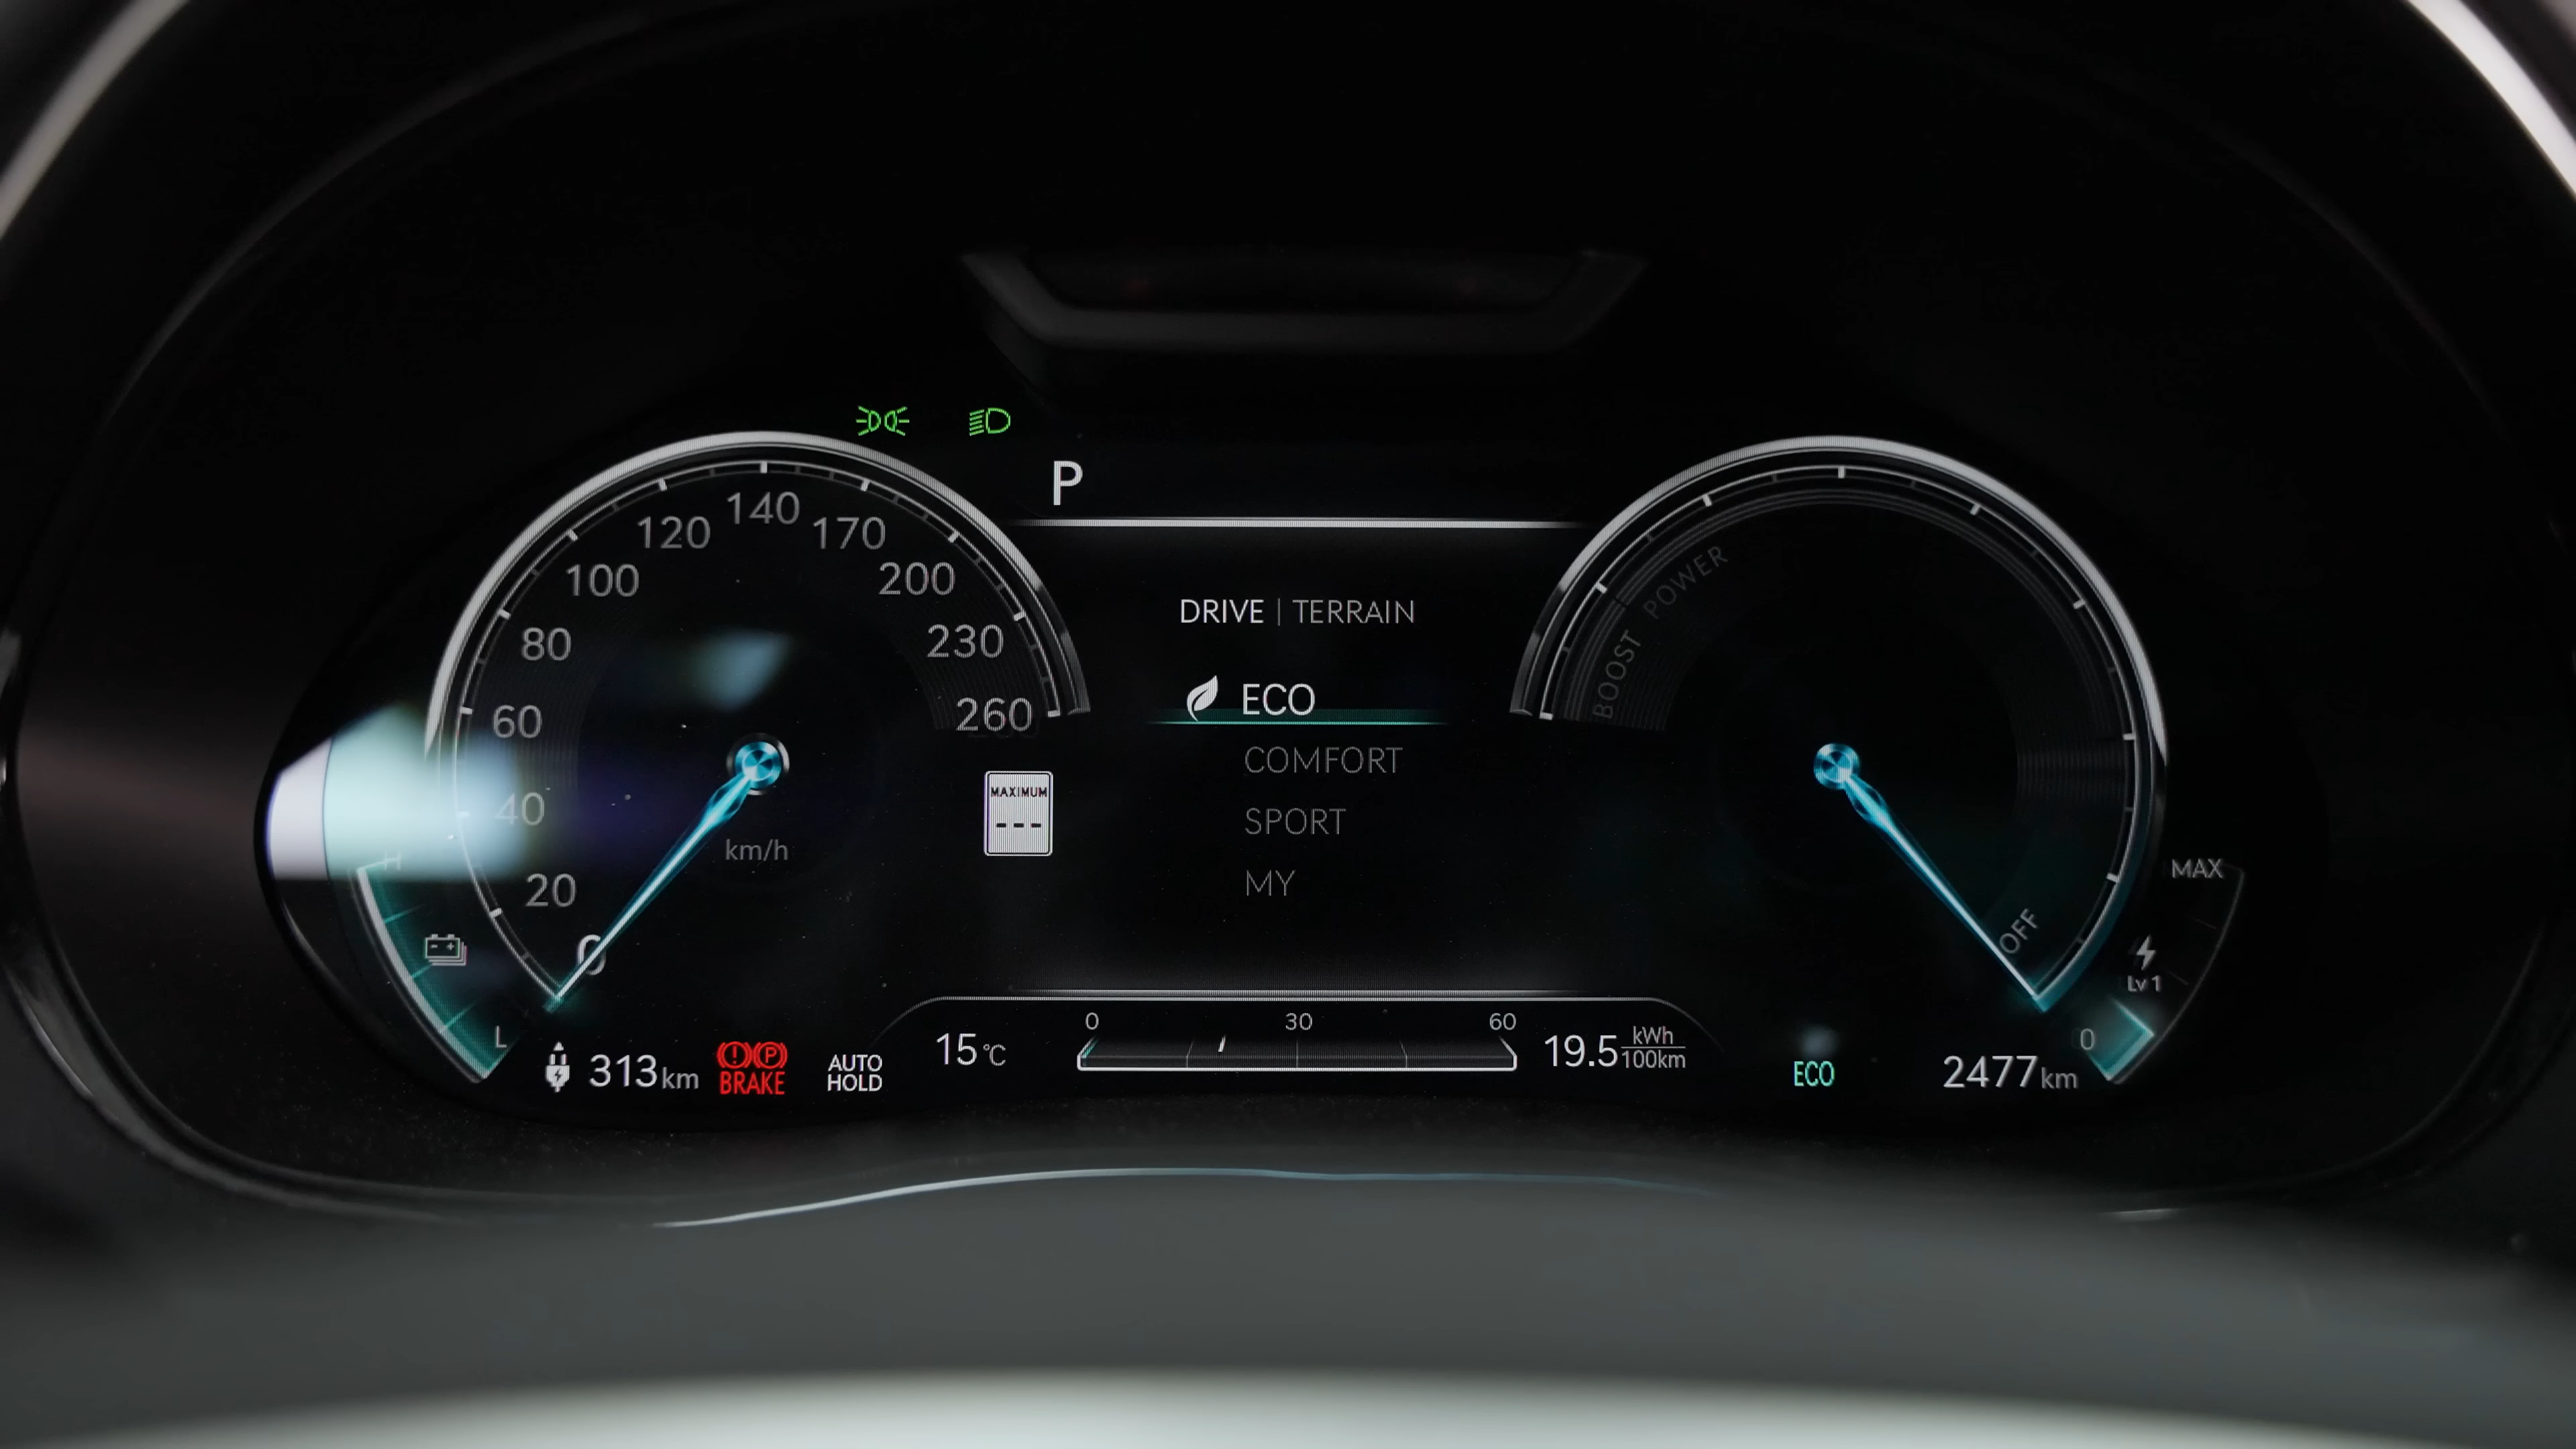 P
140
120
170
100
200
80
230
60
260
40
20
0
km/h
MAXIMUM
---
H
L
DRIVE | TERRAIN
ECO
COMFORT
SPORT
MY
BOOST POWER
OFF
MAX
Lv 1
0
313km
BRAKE
AUTO HOLD
15°C
0 30 60
19.5 kWh/100km
ECO
2477km